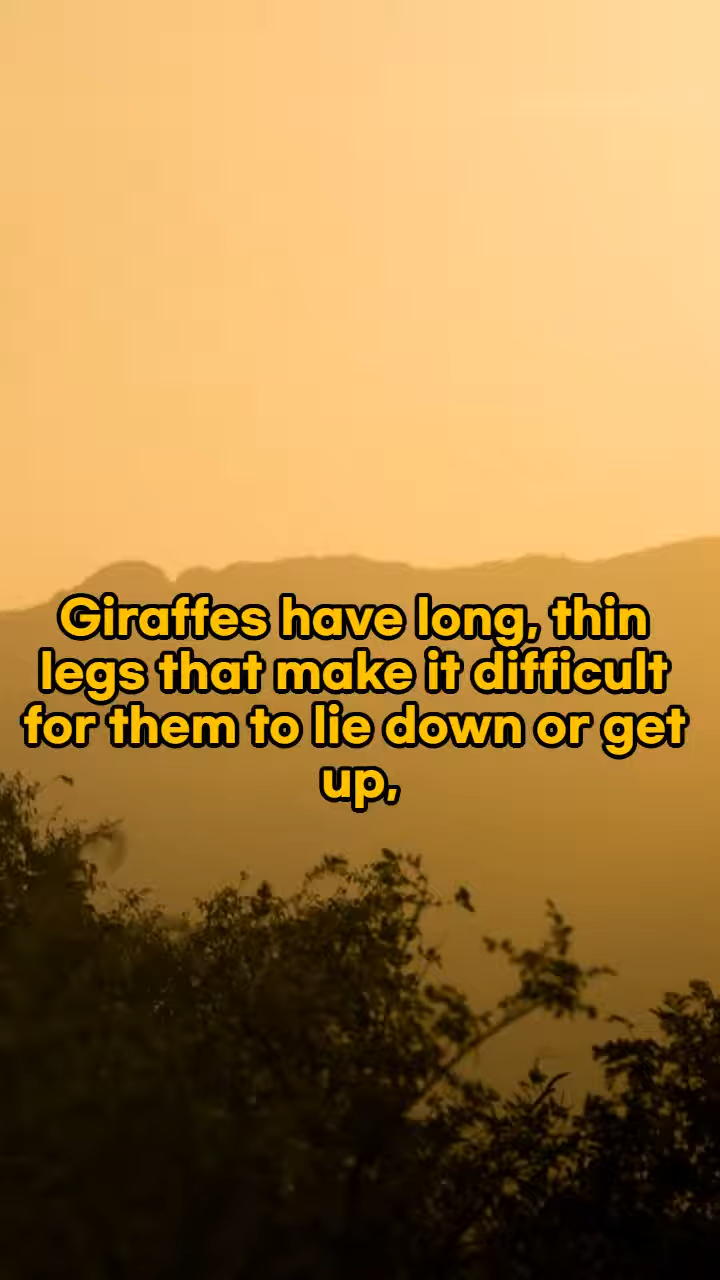 Giraffes have long, thin
legs that make it difficult
for them to lie down or get
up,